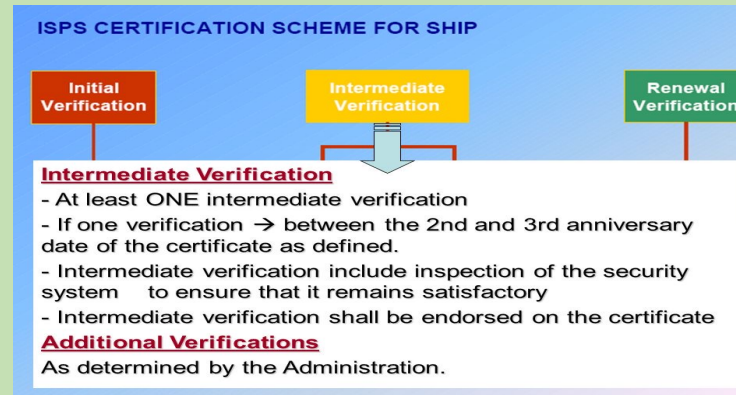 ISPS CERTIFICATION SCHEME FOR SHIP
Initial
Verification
Intermediate
Verification
Renewal
Verification
Intermediate Verification
- At least ONE intermediate verification
- If one verification → between the 2nd and 3rd anniversary
date of the certificate as defined.
- Intermediate verification include inspection of the security
system to ensure that it remains satisfactory
- Intermediate verification shall be endorsed on the certificate
Additional Verifications
As determined by the Administration.